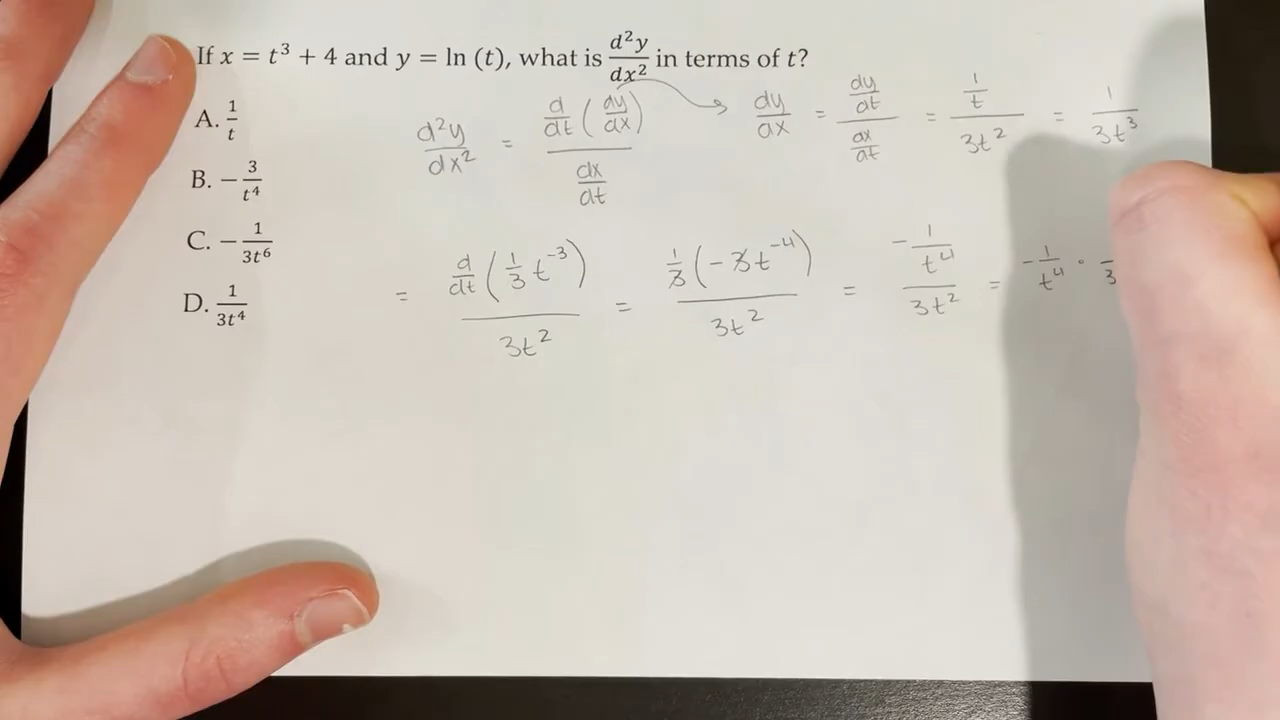 If x = t³ + 4 and y = ln (t), what is d²y/dx² in terms of t?
A. 1/t
B. −3/t⁴
C. −1/3t⁶
D. 1/3t⁴
d²y/dx² = d/dt (dy/dx) / dx/dt → dy/dx = dy/dt / dx/dt = 1/t / 3t² = 1/3t³
= d/dt (1/3 t⁻³) / 3t² = 1/3 (−3t⁻⁴) / 3t² = −1/t⁴ / 3t² = −1/t⁴ ·